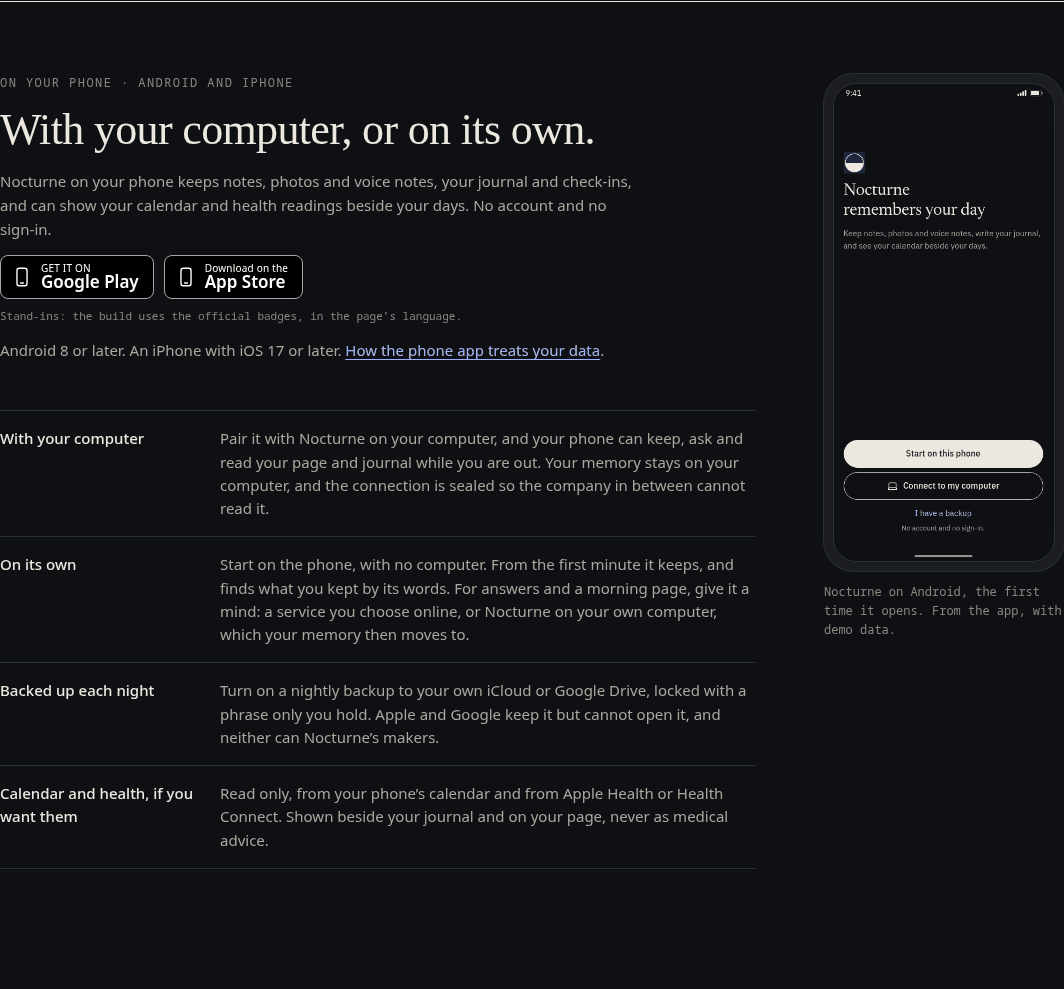 ON YOUR PHONE · ANDROID AND IPHONE
With your computer, or on its own.
Nocturne on your phone keeps notes, photos and voice notes, your journal and check-ins,
and can show your calendar and health readings beside your days. No account and no
sign-in.
GET IT ON
Google Play
Download on the
App Store
Stand-ins: the build uses the official badges, in the page’s language.
Android 8 or later. An iPhone with iOS 17 or later. How the phone app treats your data.
With your computer
Pair it with Nocturne on your computer, and your phone can keep, ask and
read your page and journal while you are out. Your memory stays on your
computer, and the connection is sealed so the company in between cannot
read it.
On its own
Start on the phone, with no computer. From the first minute it keeps, and
finds what you kept by its words. For answers and a morning page, give it a
mind: a service you choose online, or Nocturne on your own computer,
which your memory then moves to.
Backed up each night
Turn on a nightly backup to your own iCloud or Google Drive, locked with a
phrase only you hold. Apple and Google keep it but cannot open it, and
neither can Nocturne’s makers.
Calendar and health, if you
want them
Read only, from your phone’s calendar and from Apple Health or Health
Connect. Shown beside your journal and on your page, never as medical
advice.
9:41
Nocturne
remembers your day
Keep notes, photos and voice notes, write your journal,
and see your calendar beside your days.
Start on this phone
Connect to my computer
I have a backup
No account and no sign-in.
Nocturne on Android, the first
time it opens. From the app, with
demo data.